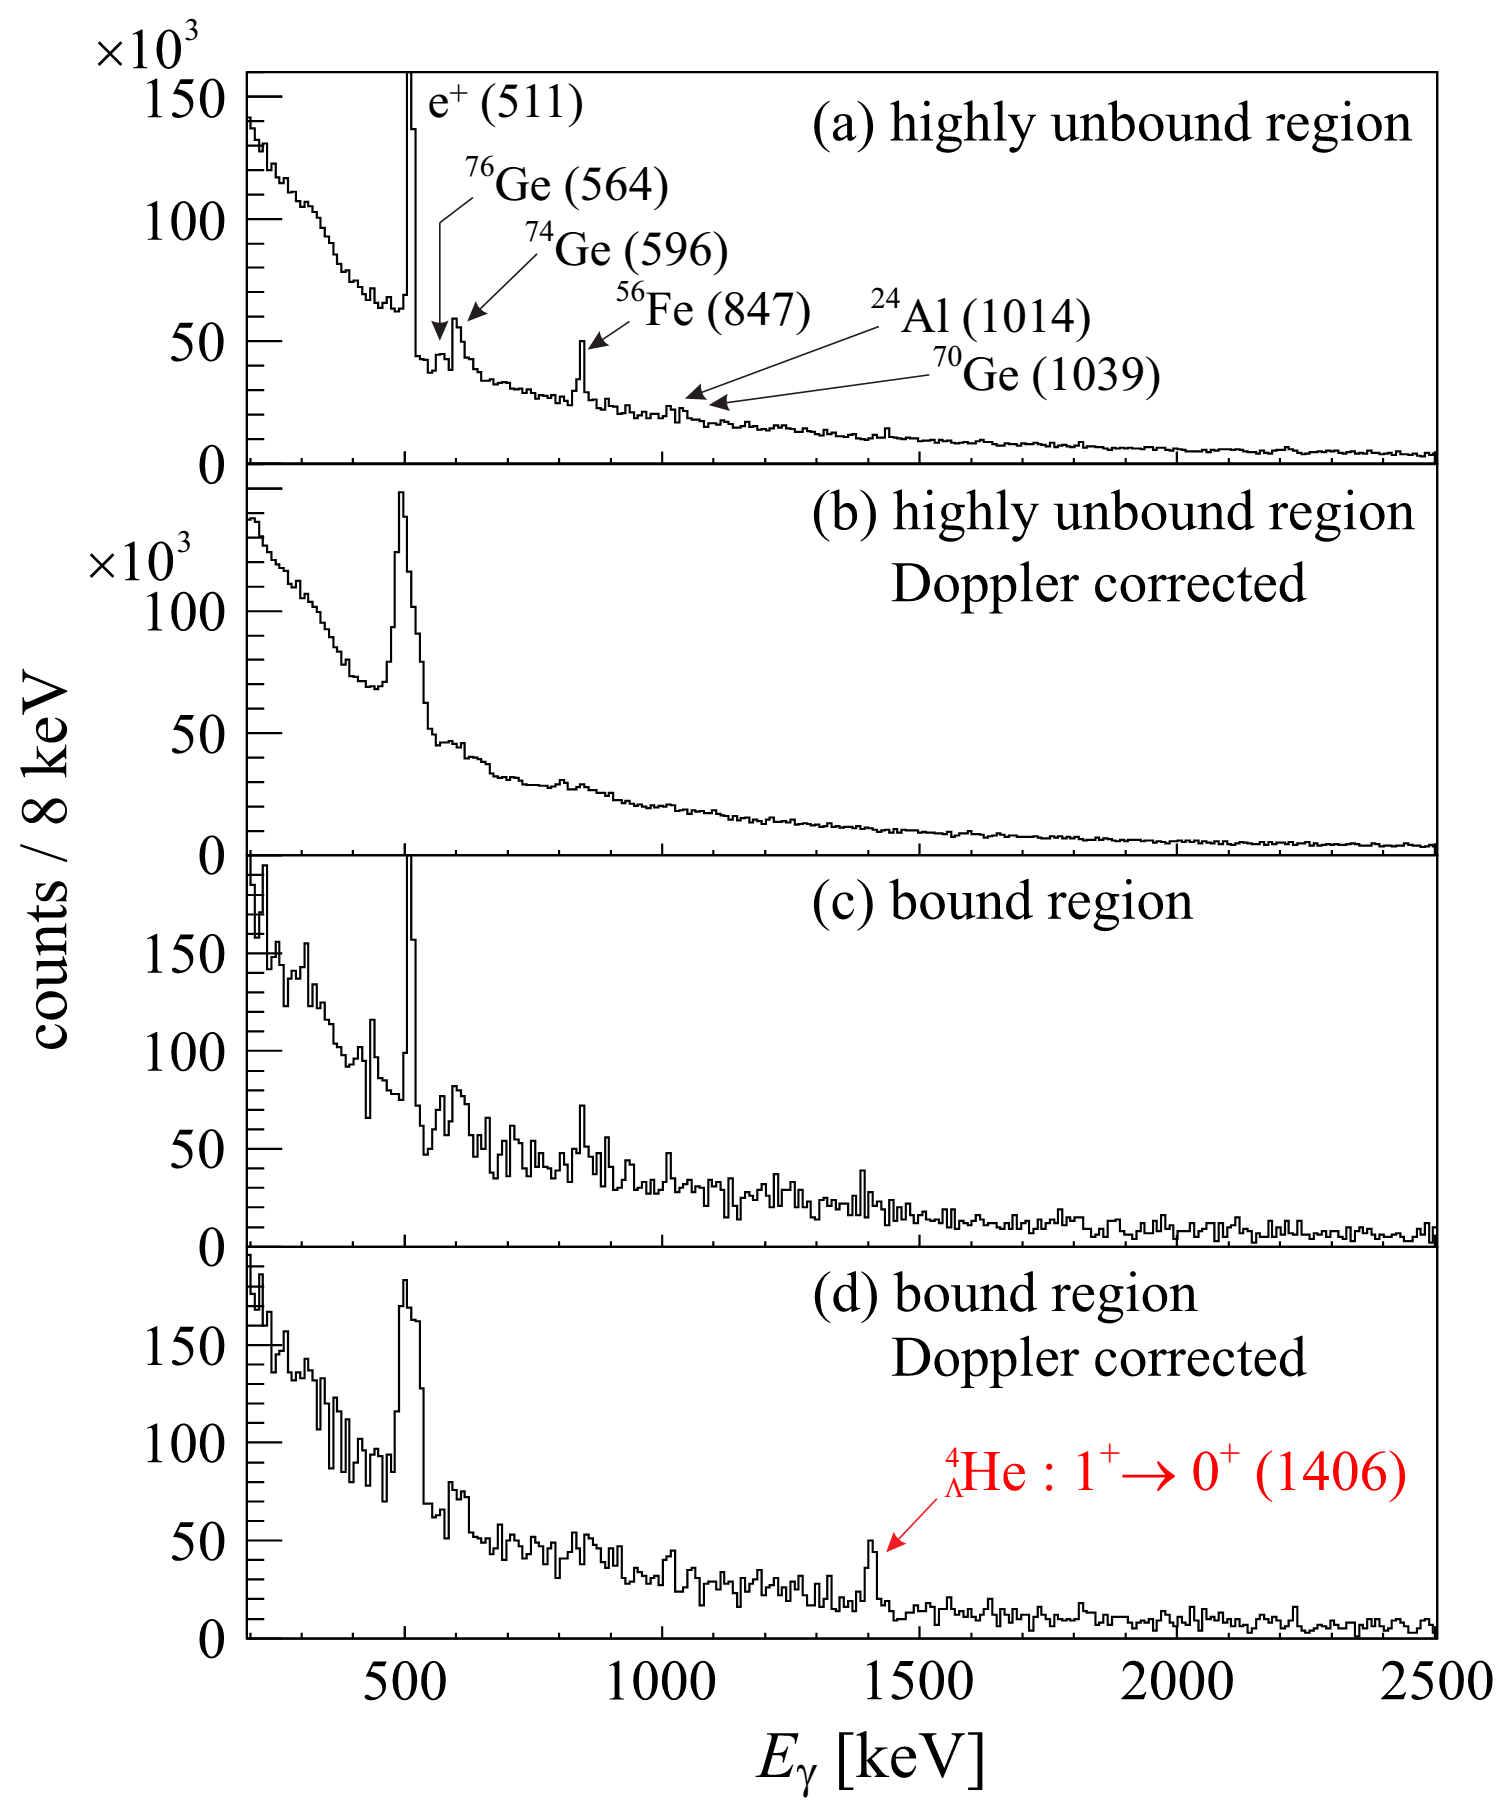 ×10³
150
100
50
0
e⁺ (511)
⁷⁶Ge (564)
⁷⁴Ge (596)
⁵⁶Fe (847)
²⁴Al (1014)
⁷⁰Ge (1039)
(a) highly unbound region
×10³
100
50
0
(b) highly unbound region
Doppler corrected
counts / 8 keV
150
100
50
0
(c) bound region
150
100
50
0
(d) bound region
Doppler corrected
⁴ΛHe : 1⁺→ 0⁺ (1406)
500 1000 1500 2000 2500
Eγ [keV]